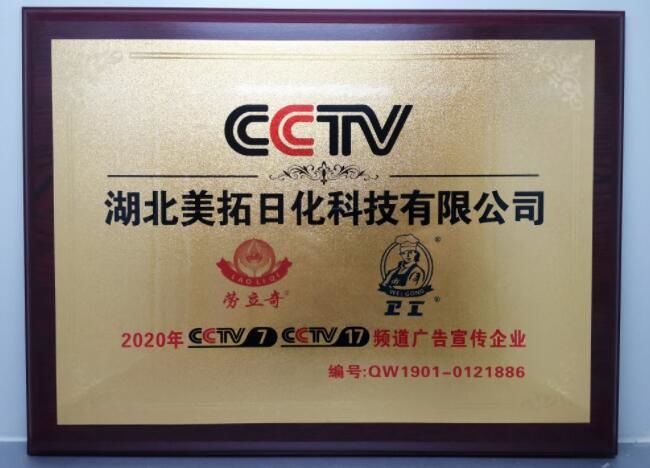 CCTV
湖北美拓日化科技有限公司
LAO LI QI
劳立奇®
WEI GONG
®
卫工
2020年 CCTV 7 CCTV 17 频道广告宣传企业
编号:QW1901-0121886